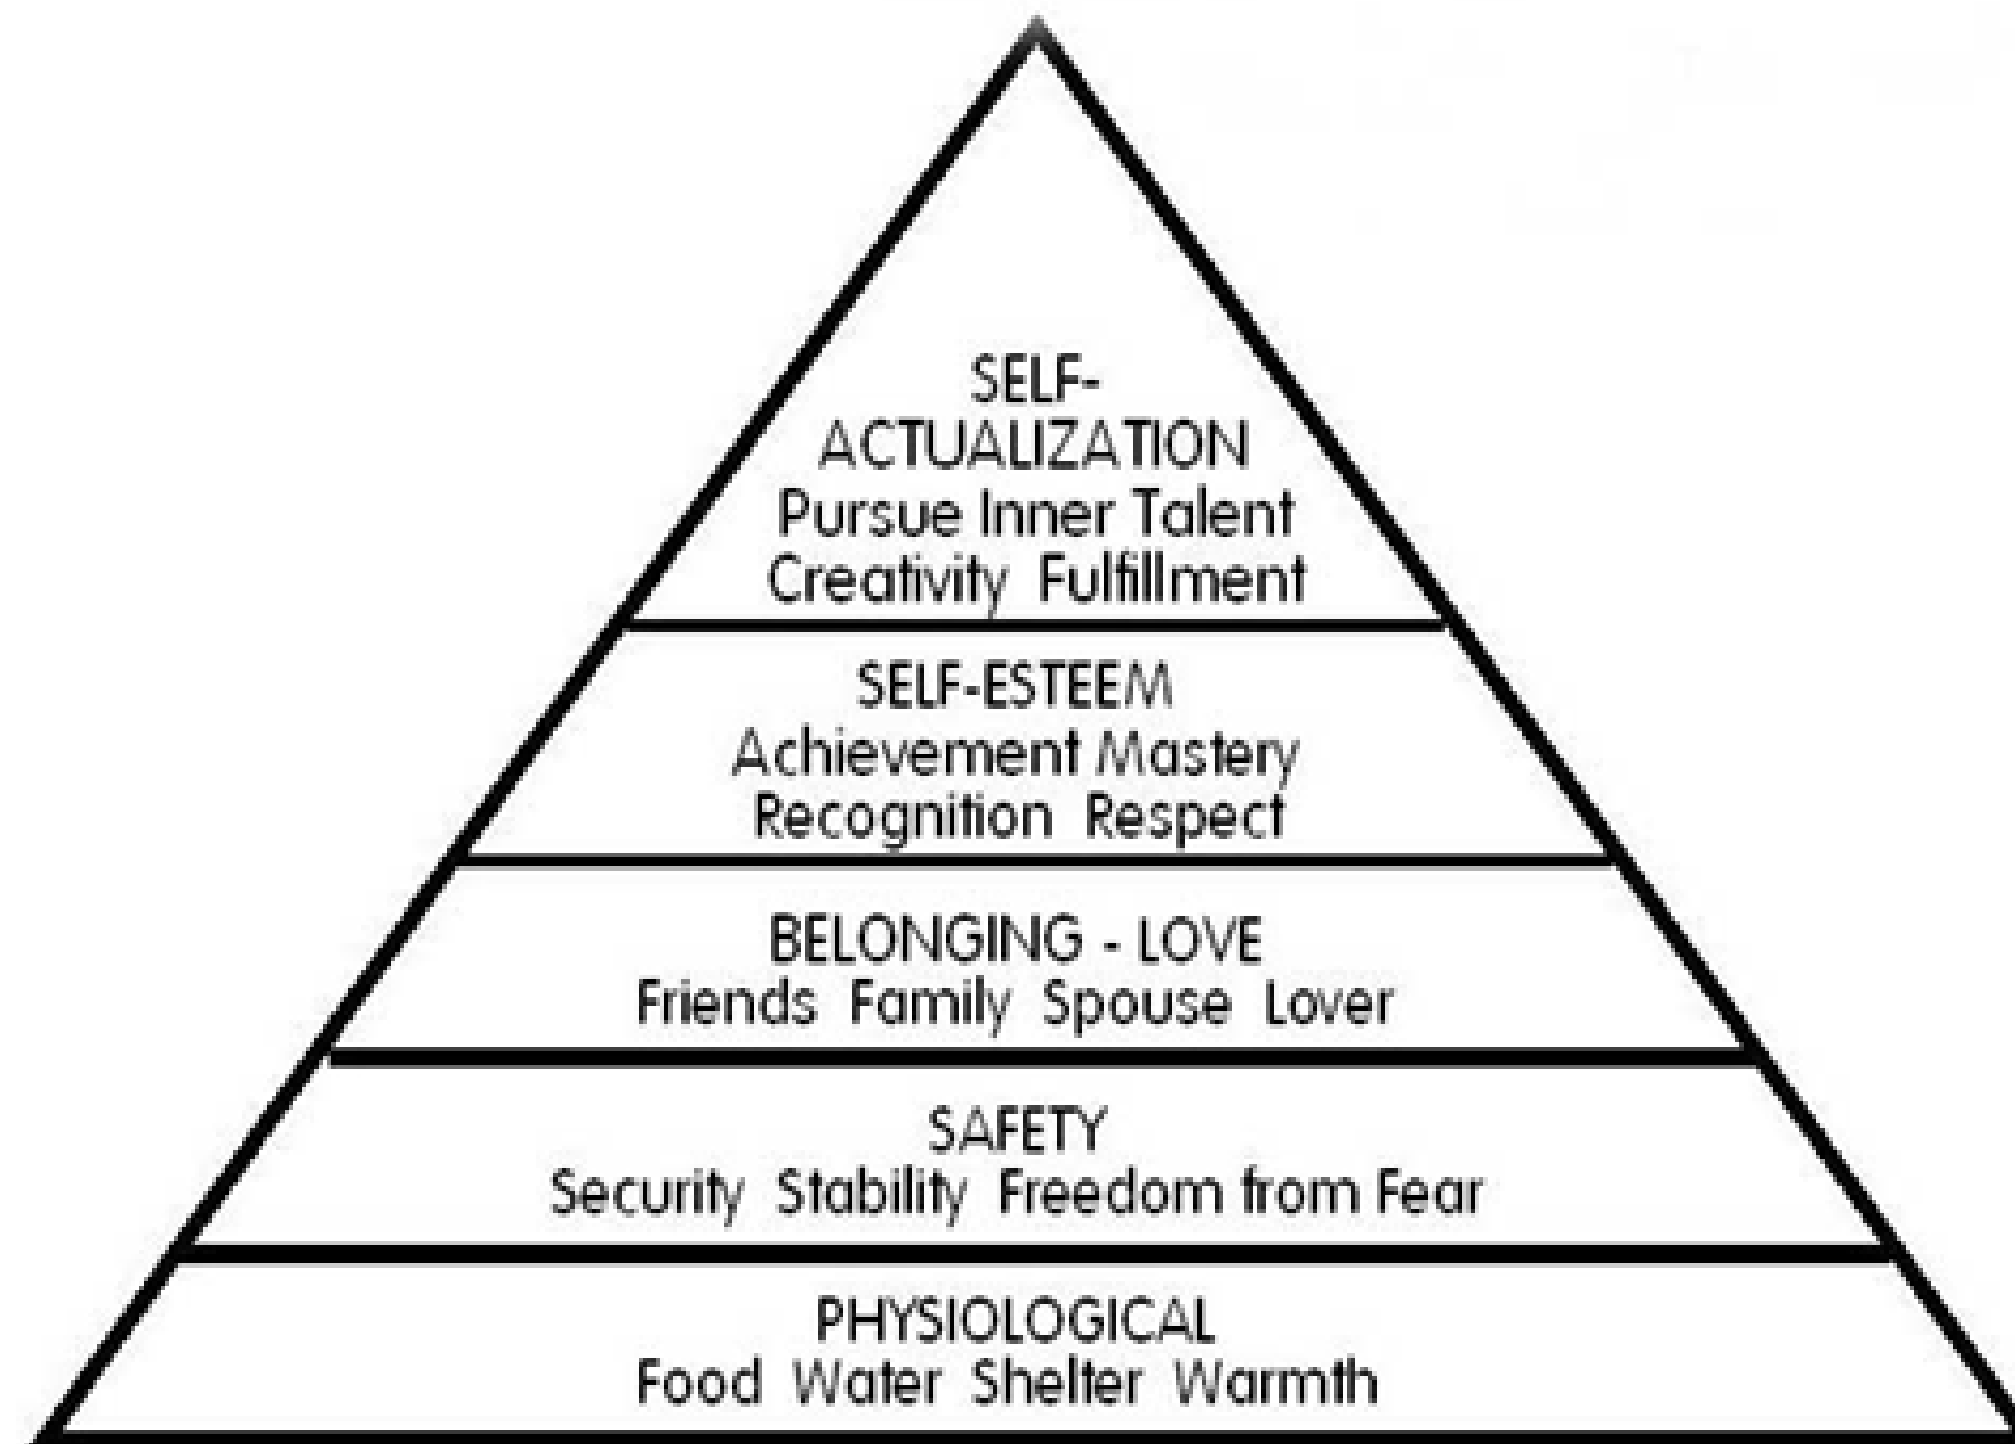 SELF-
ACTUALIZATION
Pursue Inner Talent
Creativity Fulfillment
SELF-ESTEEM
Achievement Mastery
Recognition Respect
BELONGING - LOVE
Friends Family Spouse Lover
SAFETY
Security Stability Freedom from Fear
PHYSIOLOGICAL
Food Water Shelter Warmth